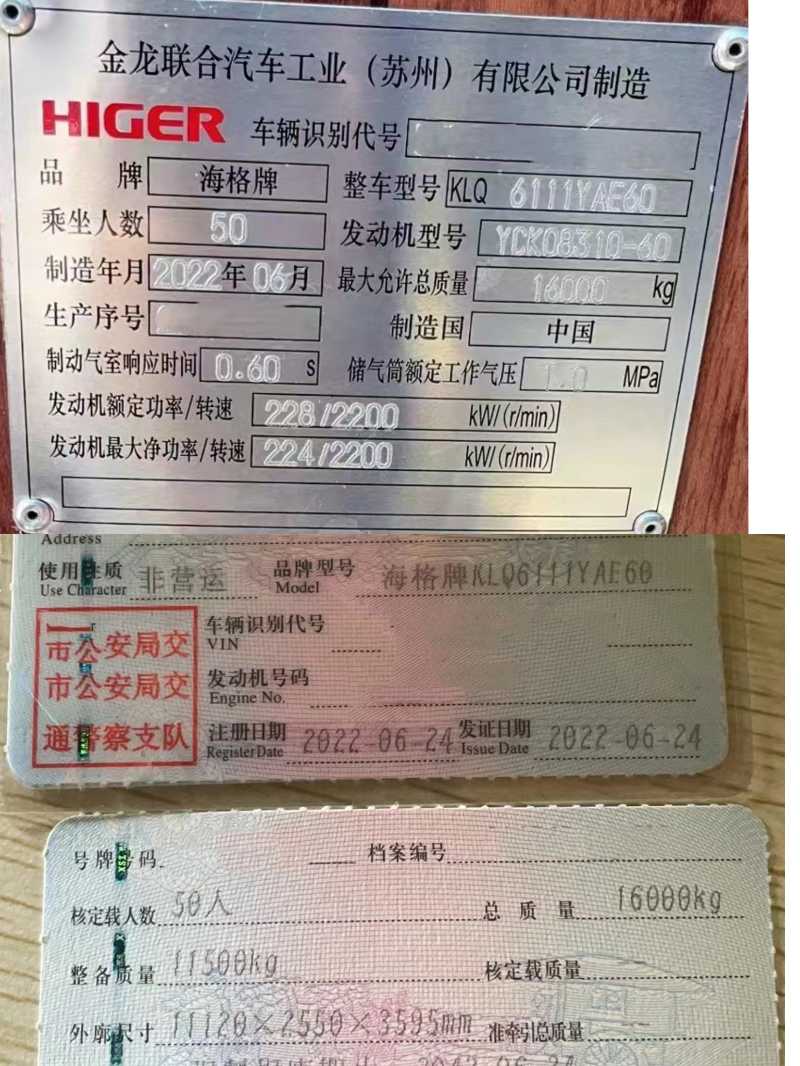 金龙联合汽车工业（苏州）有限公司制造
HIGER 车辆识别代号
品 牌 海格牌 整车型号 KLQ 6111YAE60
乘坐人数 50 发动机型号 YCK08310-60
制造年月 2022年06月 最大允许总质量 16000 kg
生产序号 制造国 中国
制动气室响应时间 0.60 s 储气筒额定工作气压 1.0 MPa
发动机额定功率/转速 228/2200 kW/(r/min)
发动机最大净功率/转速 224/2200 kW/(r/min)
Address
使用性质 非营运 品牌型号 海格牌KLQ6111YAE60
Use Character Model
车辆识别代号
VIN
市公安局交
市公安局交
通警察支队
发动机号码
Engine No.
注册日期 2022-06-24 发证日期 2022-06-24
Register Date Issue Date
号牌号码 档案编号
核定载人数 50人 总质量 16000kg
整备质量 11500kg 核定载质量
外廓尺寸 11120×2550×3595mm 准牵引总质量